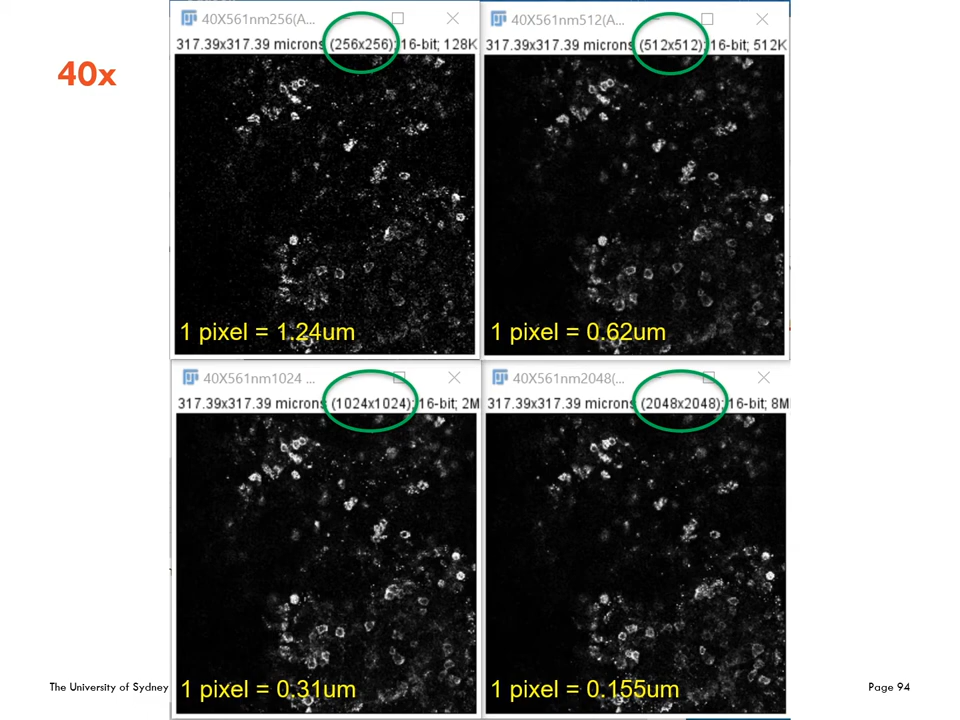 40x
40X561nm256(A...
317.39x317.39 microns (256x256); 16-bit; 128K
1 pixel = 1.24um
40X561nm512(A...
317.39x317.39 microns (512x512); 16-bit; 512K
1 pixel = 0.62um
40X561nm1024 ...
317.39x317.39 microns (1024x1024); 16-bit; 2M
1 pixel = 0.31um
40X561nm2048(...
317.39x317.39 microns (2048x2048); 16-bit; 8M
1 pixel = 0.155um
The University of Sydney
Page 94